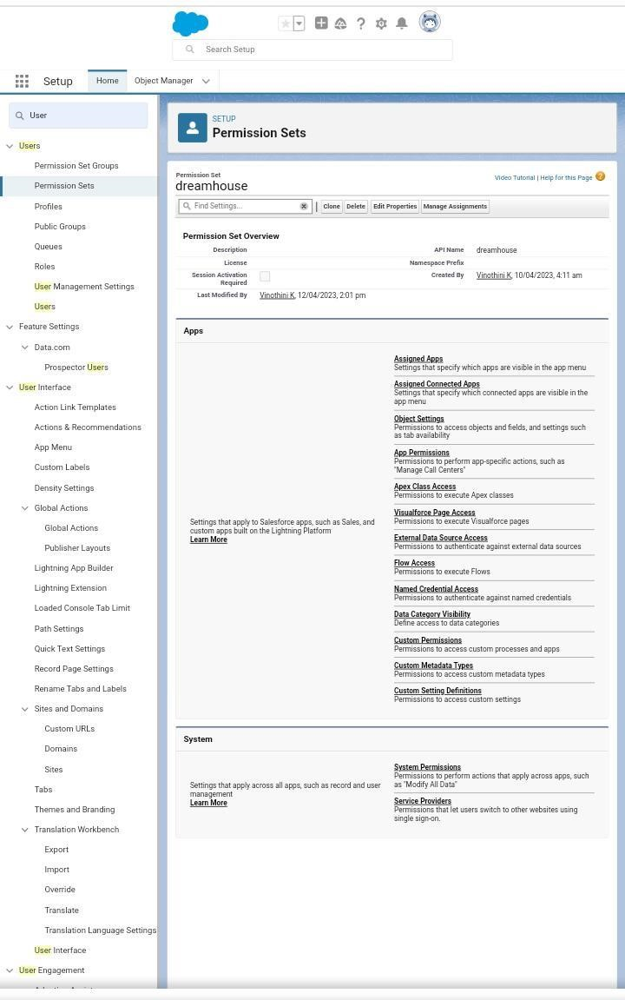 Search Setup
Setup
Home
Object Manager
User
Users
Permission Set Groups
Permission Sets
Profiles
Public Groups
Queues
Roles
User Management Settings
Users
Feature Settings
Data.com
Prospector Users
User Interface
Action Link Templates
Actions & Recommendations
App Menu
Custom Labels
Density Settings
Global Actions
Global Actions
Publisher Layouts
Lightning App Builder
Lightning Extension
Loaded Console Tab Limit
Path Settings
Quick Text Settings
Record Page Settings
Rename Tabs and Labels
Sites and Domains
Custom URLs
Domains
Sites
Tabs
Themes and Branding
Translation Workbench
Export
Import
Override
Translate
Translation Language Settings
User Interface
User Engagement
SETUP
Permission Sets
Permission Set
dreamhouse
Video Tutorial | Help for this Page
Find Settings... | Clone Delete Edit Properties Manage Assignments
Permission Set Overview
Description
API Name dreamhouse
License
Namespace Prefix
Session Activation
Required
Created By Vinothini K, 10/04/2023, 4:11 am
Last Modified By Vinothini K, 12/04/2023, 2:01 pm
Apps
Settings that apply to Salesforce apps, such as Sales, and
custom apps built on the Lightning Platform
Learn More
Assigned Apps
Settings that specify which apps are visible in the app menu
Assigned Connected Apps
Settings that specify which connected apps are visible in the
app menu
Object Settings
Permissions to access objects and fields, and settings such
as tab availability
App Permissions
Permissions to perform app-specific actions, such as
"Manage Call Centers"
Apex Class Access
Permissions to execute Apex classes
Visualforce Page Access
Permissions to execute Visualforce pages
External Data Source Access
Permissions to authenticate against external data sources
Flow Access
Permissions to execute Flows
Named Credential Access
Permissions to authenticate against named credentials
Data Category Visibility
Define access to data categories
Custom Permissions
Permissions to access custom processes and apps
Custom Metadata Types
Permissions to access custom metadata types
Custom Setting Definitions
Permissions to access custom settings
System
Settings that apply across all apps, such as record and user
management
Learn More
System Permissions
Permissions to perform actions that apply across apps, such
as "Modify All Data"
Service Providers
Permissions that let users switch to other websites using
single sign-on.